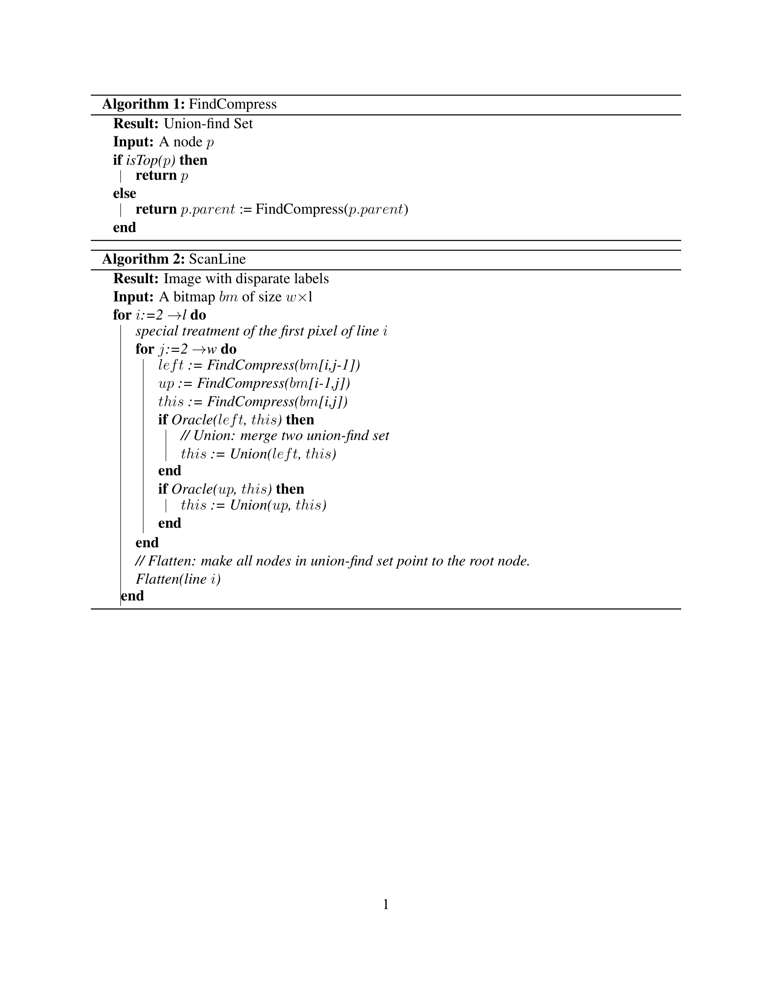 Algorithm 1: FindCompress
Result: Union-find Set
Input: A node p
if isTop(p) then
return p
else
return p.parent := FindCompress(p.parent)
end
Algorithm 2: ScanLine
Result: Image with disparate labels
Input: A bitmap bm of size w×l
for i:=2 →l do
special treatment of the first pixel of line i
for j:=2 →w do
left := FindCompress(bm[i,j-1])
up := FindCompress(bm[i-1,j])
this := FindCompress(bm[i,j])
if Oracle(left, this) then
// Union: merge two union-find set
this := Union(left, this)
end
if Oracle(up, this) then
this := Union(up, this)
end
end
// Flatten: make all nodes in union-find set point to the root node.
Flatten(line i)
end
1